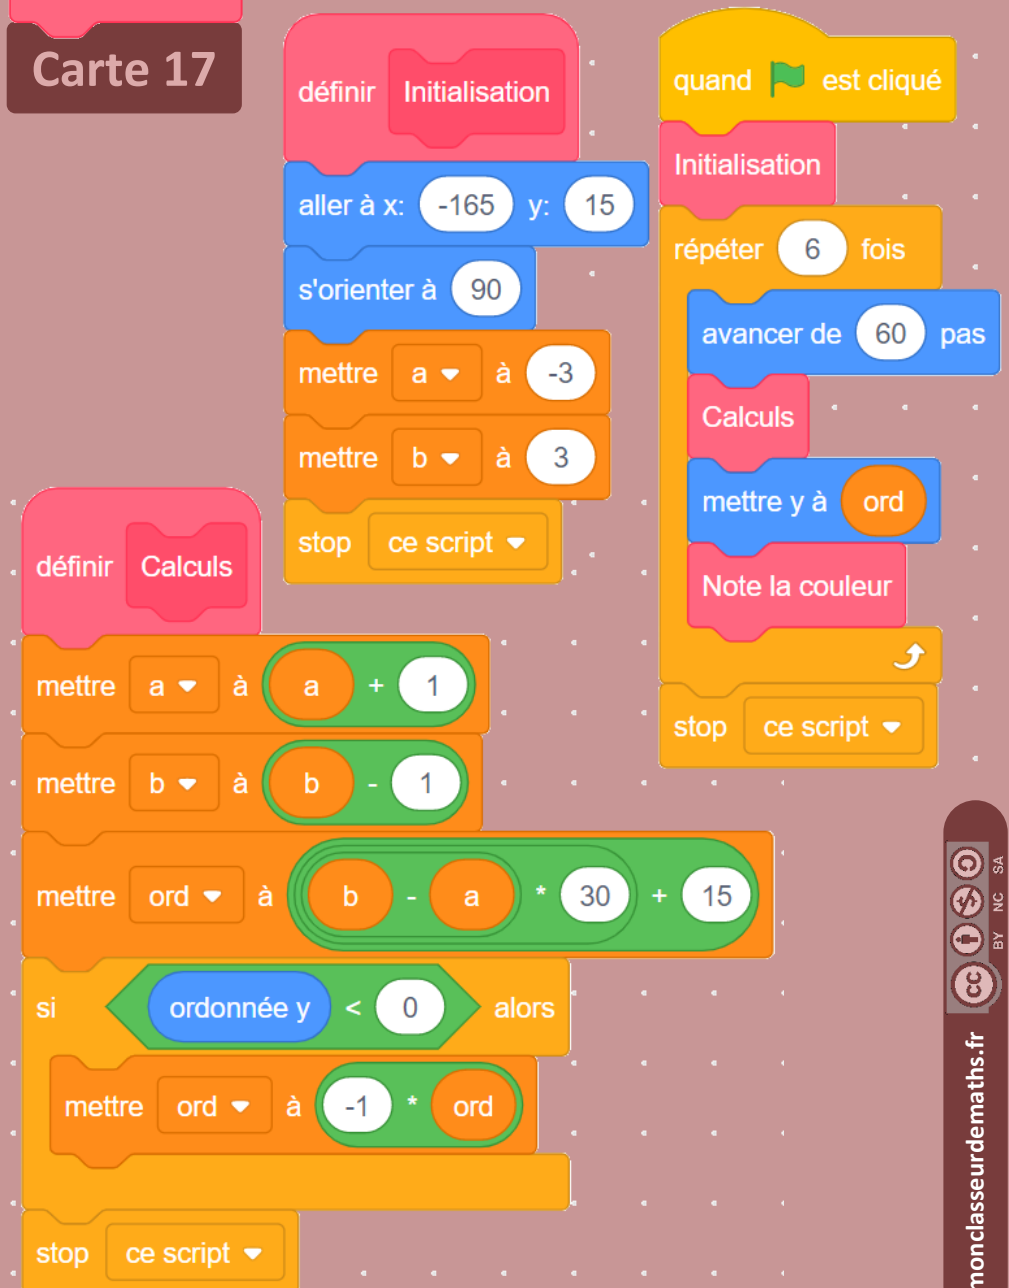 Carte 17
définir Initialisation
aller à x: -165 y: 15
s'orienter à 90
mettre a à -3
mettre b à 3
stop ce script
quand est cliqué
Initialisation
répéter 6 fois
avancer de 60 pas
Calculs
mettre y à ord
Note la couleur
stop ce script
définir Calculs
mettre a à a + 1
mettre b à b - 1
mettre ord à b - a * 30 + 15
si ordonnée y < 0 alors
mettre ord à -1 * ord
stop ce script
cc BY NC SA
monclasseurdemaths.fr